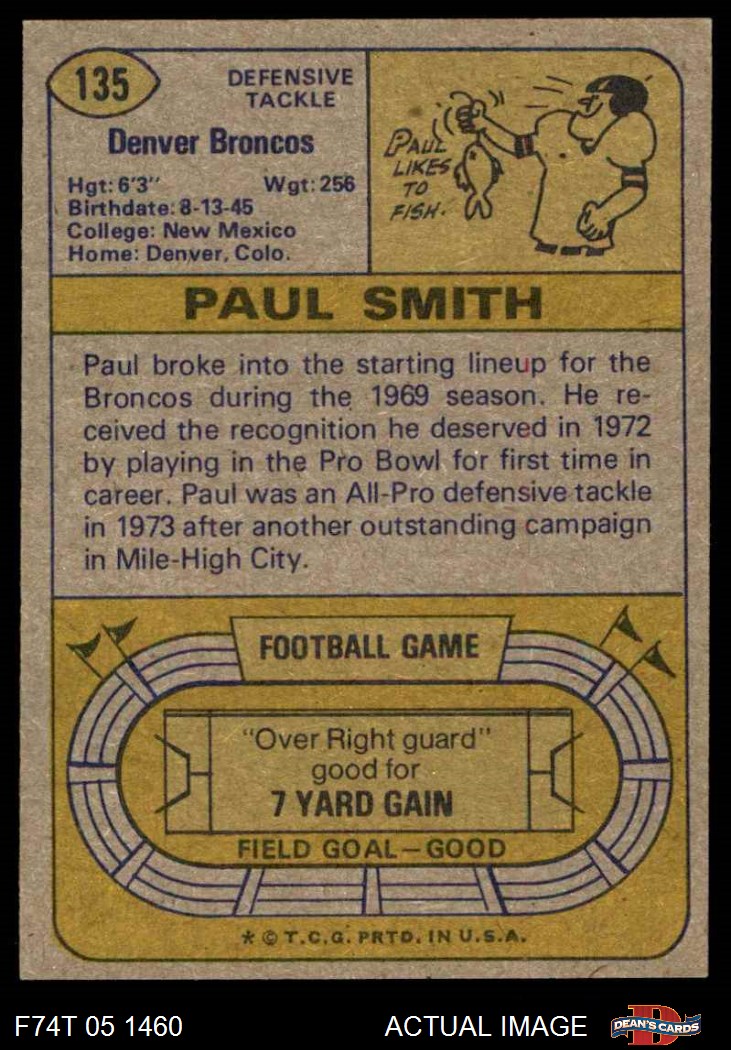 135
DEFENSIVE
TACKLE
Denver Broncos
Hgt: 6'3" Wgt: 256
Birthdate: 8-13-45
College: New Mexico
Home: Denver, Colo.
PAUL
LIKES
TO
FISH.
PAUL SMITH
Paul broke into the starting lineup for the
Broncos during the 1969 season. He re-
ceived the recognition he deserved in 1972
by playing in the Pro Bowl for first time in
career. Paul was an All-Pro defensive tackle
in 1973 after another outstanding campaign
in Mile-High City.
FOOTBALL GAME
"Over Right guard"
good for
7 YARD GAIN
FIELD GOAL—GOOD
* © T.C.G. PRTD. IN U.S.A.
F74T 05 1460 ACTUAL IMAGE
D
DEAN'S CARDS